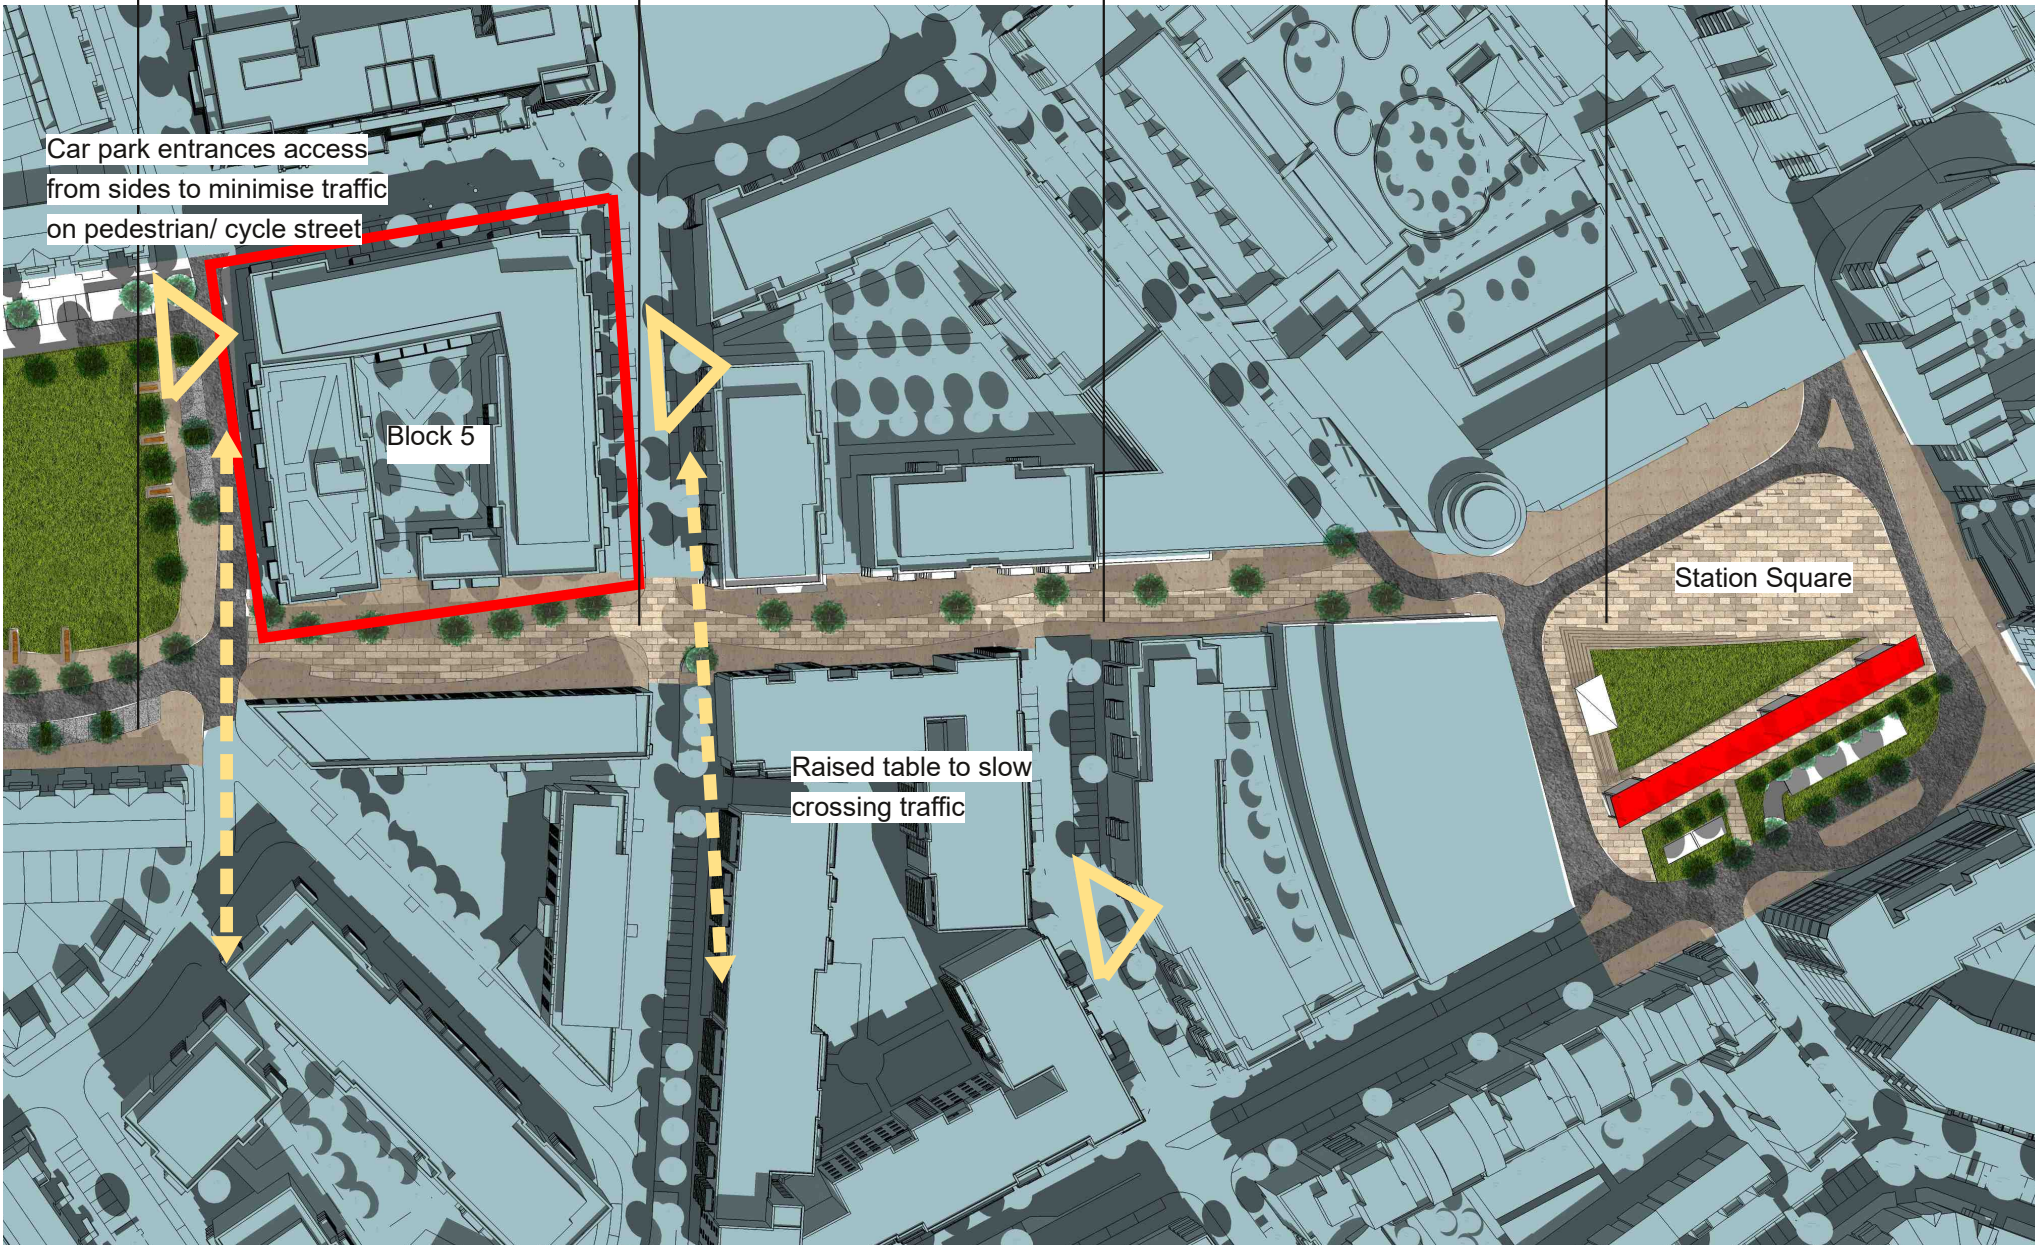 Car park entrances access
from sides to minimise traffic
on pedestrian/ cycle street
Block 5
Station Square
Raised table to slow
crossing traffic